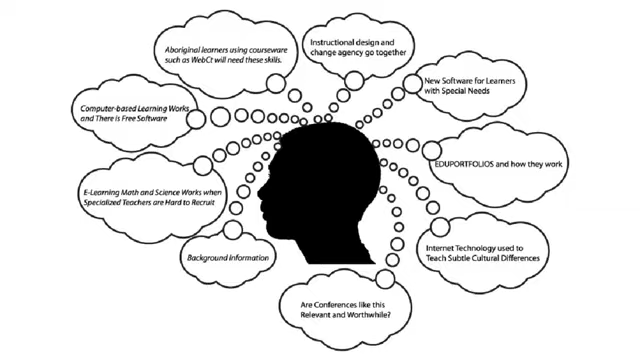 Aboriginal learners using courseware
such as WebCt will need these skills.
Instructional design and
change agency go together
New Software for Learners
with Special Needs
Computer-based Learning Works
and There is Free Software
EDUPORTFOLIOS and how they work
E-Learning Math and Science Works when
Specialized Teachers are Hard to Recruit
Internet Technology used to
Teach Subtle Cultural Differences
Background Information
Are Conferences like this
Relevant and Worthwhile?